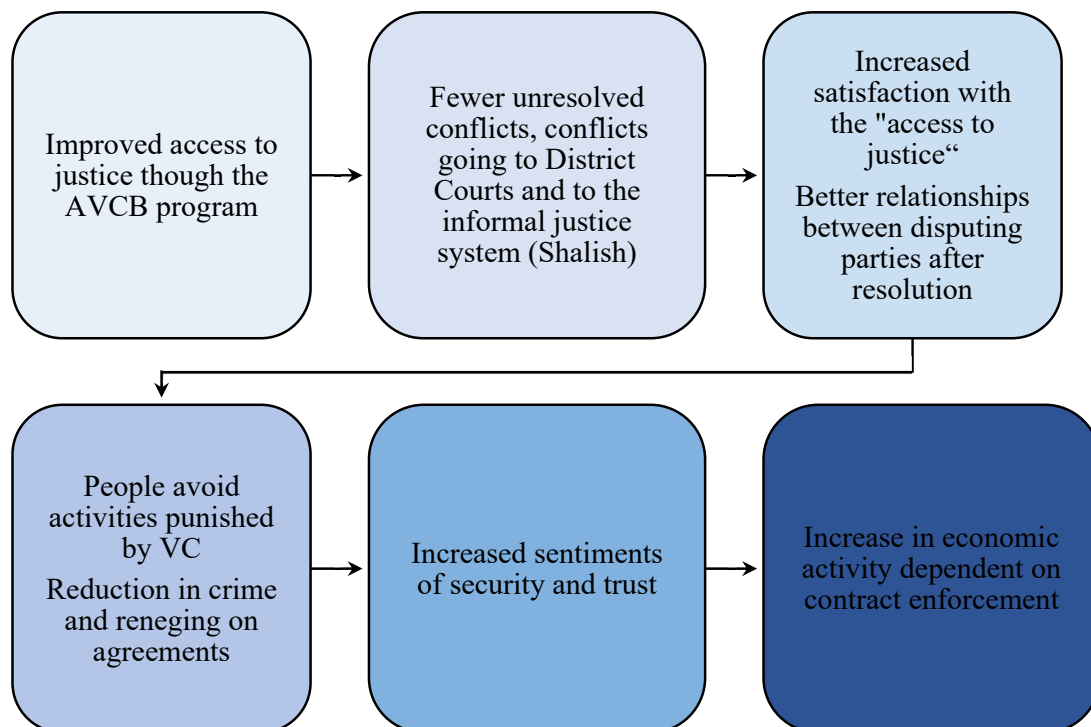 Improved access to
justice though the
AVCB program
Fewer unresolved
conflicts, conflicts
going to District
Courts and to the
informal justice
system (Shalish)
Increased
satisfaction with
the "access to
justice“
Better relationships
between disputing
parties after
resolution
People avoid
activities punished
by VC
Reduction in crime
and reneging on
agreements
Increased sentiments
of security and trust
Increase in economic
activity dependent on
contract enforcement